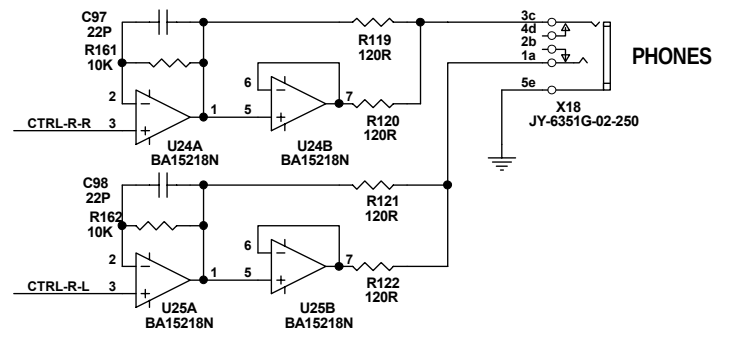 C97
22P
R161
10K
2
3
1
CTRL-R-R
U24A
BA15218N
6
5
7
U24B
BA15218N
R119
120R
R120
120R
3c
4d
2b
1a
5e
PHONES
X18
JY-6351G-02-250
C98
22P
R162
10K
2
3
1
CTRL-R-L
U25A
BA15218N
6
5
7
U25B
BA15218N
R121
120R
R122
120R